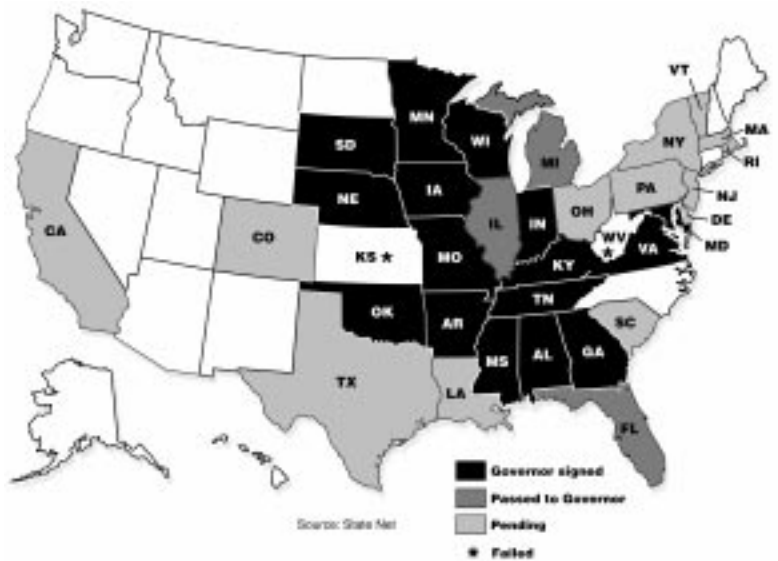 VT
MN
MA
WI
NY
SD
MI
RI
IA
PA
NE
NJ
OH
IN
IL
DE
CA
CO
WV
MD
VA
KS ★
★
MO
KY
TN
OK
AR
SC
MS
AL
GA
TX
LA
FL
Governor signed
Passed to Governor
Pending
Source: State Net
★ Failed